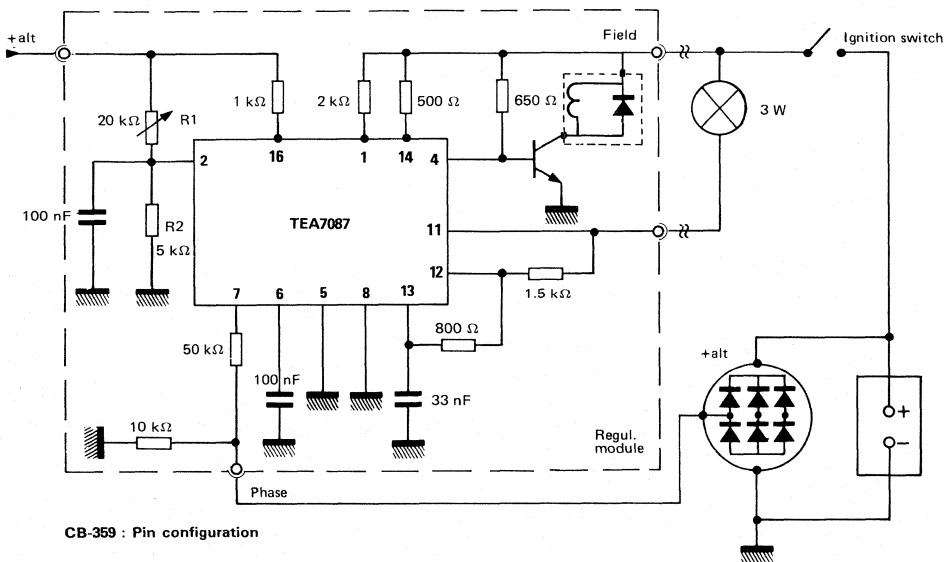 +alt
Field
Ignition switch
1 kΩ
2 kΩ
500 Ω
650 Ω
3 W
20 kΩ
R1
16
1
14
4
2
100 nF
R2
5 kΩ
TEA7087
11
12
1.5 kΩ
7
6
5
8
13
800 Ω
50 kΩ
100 nF
33 nF
+alt
+
−
10 kΩ
Regul.
module
Phase
CB-359 : Pin configuration